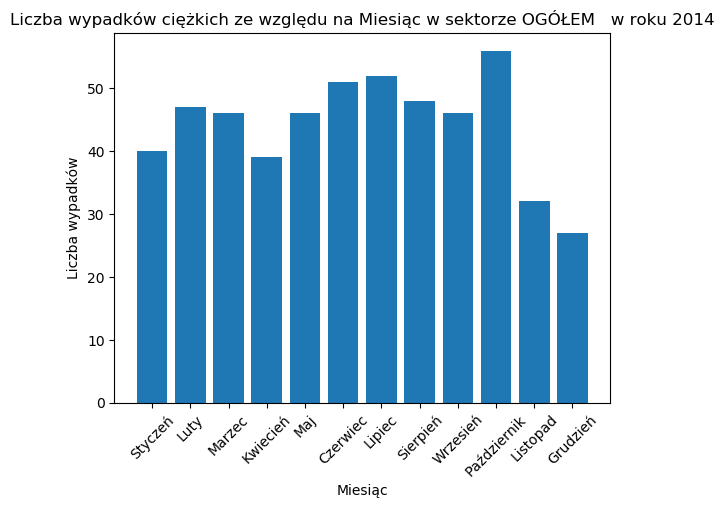 Liczba wypadków ciężkich ze względu na Miesiąc w sektorze OGÓŁEM   w roku 2014
Liczba wypadków
50
40
30
20
10
0
Styczeń
Luty
Marzec
Kwiecień
Maj
Czerwiec
Lipiec
Sierpień
Wrzesień
Październik
Listopad
Grudzień
Miesiąc